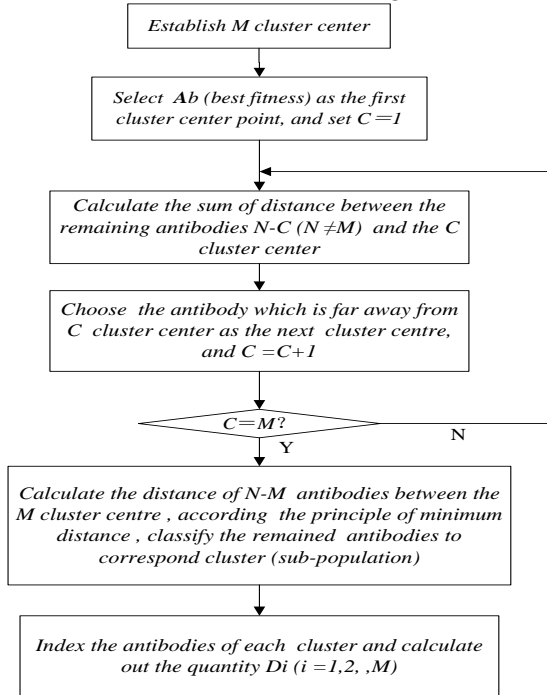 Establish M cluster center
Select Ab (best fitness) as the first
cluster center point, and set C=1
Calculate the sum of distance between the
remaining antibodies N-C (N≠M) and the C
cluster center
Choose the antibody which is far away from
C cluster center as the next cluster centre,
and C =C+1
C=M?
N
Y
Calculate the distance of N-M antibodies between the
M cluster centre , according the principle of minimum
distance , classify the remained antibodies to
correspond cluster (sub-population)
Index the antibodies of each cluster and calculate
out the quantity Di (i =1,2, ,M)